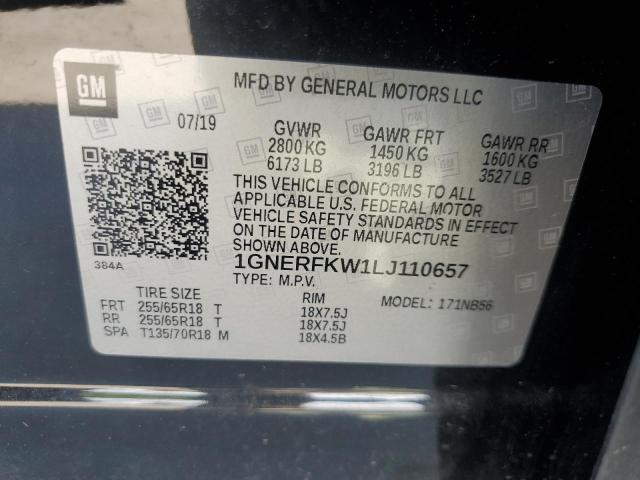 GM
MFD BY GENERAL MOTORS LLC
07/19
GVWR GAWR FRT GAWR RR
2800 KG 1450 KG 1600 KG
6173 LB 3196 LB 3527 LB
THIS VEHICLE CONFORMS TO ALL
APPLICABLE U.S. FEDERAL MOTOR
VEHICLE SAFETY STANDARDS IN EFFECT
ON THE DATE OF MANUFACTURE
SHOWN ABOVE.
384A
1GNERFKW1LJ110657
TYPE: M.P.V.
TIRE SIZE RIM MODEL: 171NB56
FRT 255/65R18 T 18X7.5J
RR 255/65R18 T 18X7.5J
SPA T135/70R18 M 18X4.5B